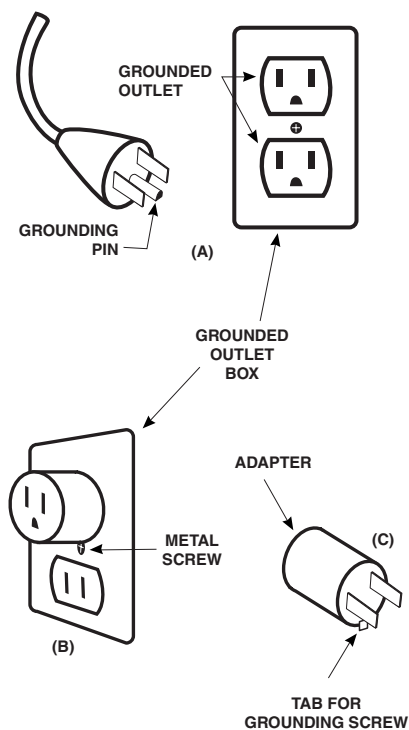 GROUNDED
OUTLET
GROUNDING
PIN
(A)
GROUNDED
OUTLET
BOX
ADAPTER
(C)
METAL
SCREW
(B)
TAB FOR
GROUNDING SCREW